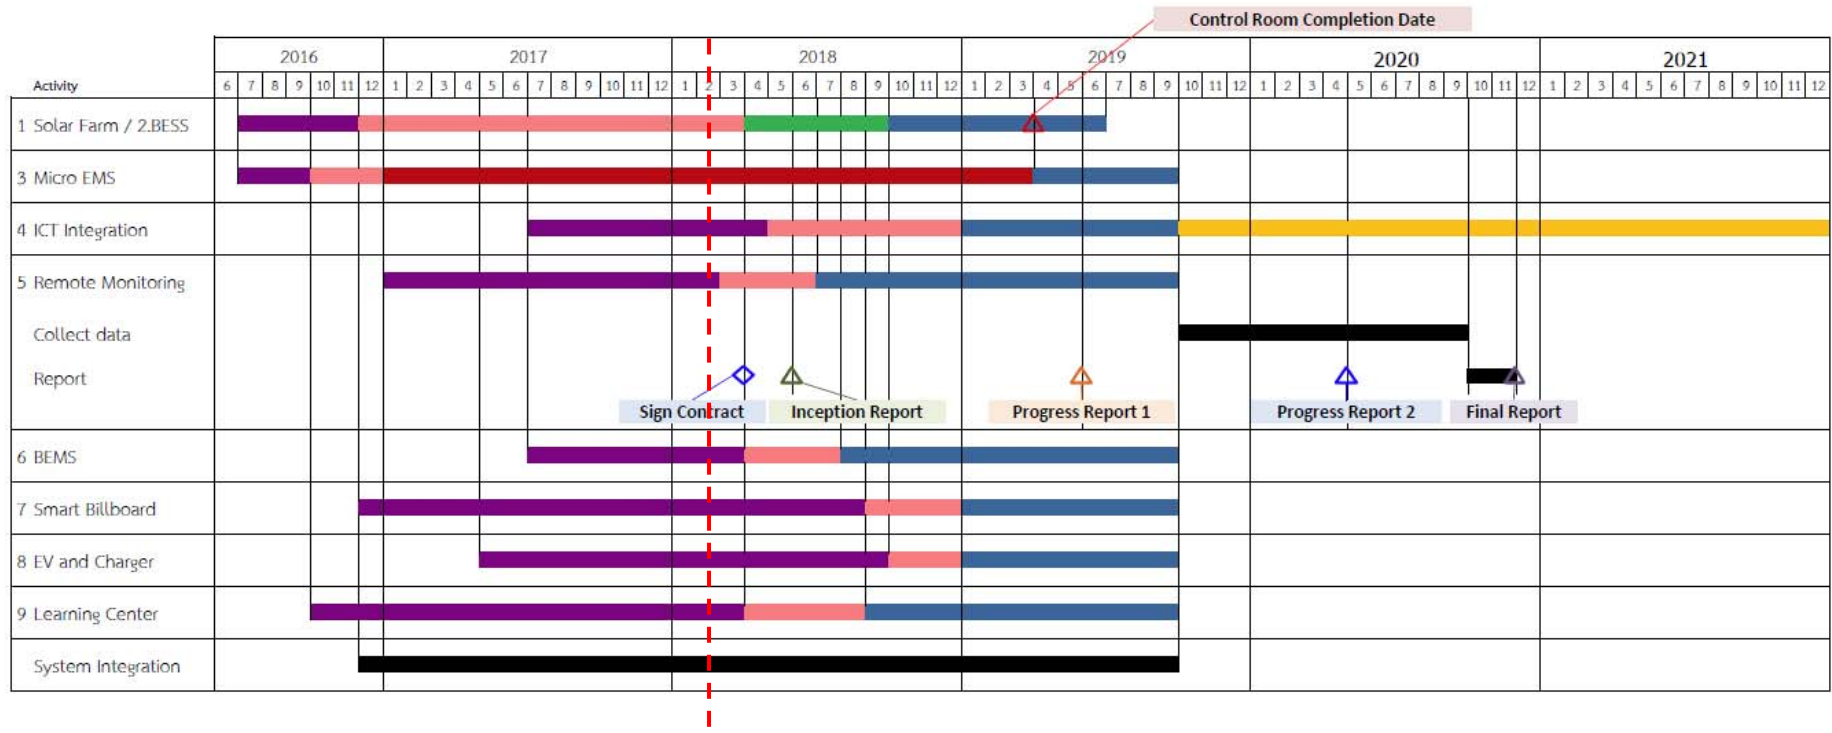 Control Room Completion Date
2016 2017 2018 2019 2020 2021
Activity 6 7 8 9 10 11 12 1 2 3 4 5 6 7 8 9 10 11 12 1 2 3 4 5 6 7 8 9 10 11 12 1 2 3 4 5 6 7 8 9 10 11 12 1 2 3 4 5 6 7 8 9 10 11 12 1 2 3 4 5 6 7 8 9 10 11 12
1 Solar Farm / 2.BESS
3 Micro EMS
4 ICT Integration
5 Remote Monitoring
Collect data
Report
Sign Contract Inception Report Progress Report 1 Progress Report 2 Final Report
6 BEMS
7 Smart Billboard
8 EV and Charger
9 Learning Center
System Integration